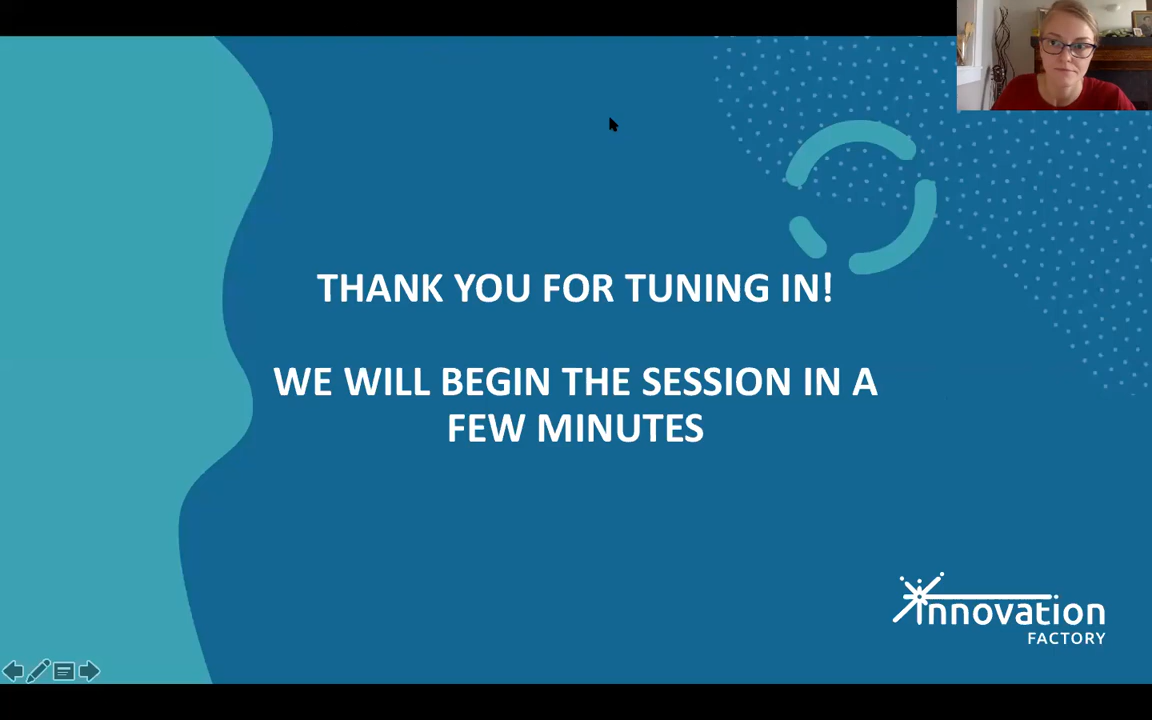 THANK YOU FOR TUNING IN!
WE WILL BEGIN THE SESSION IN A
FEW MINUTES
innovation
FACTORY